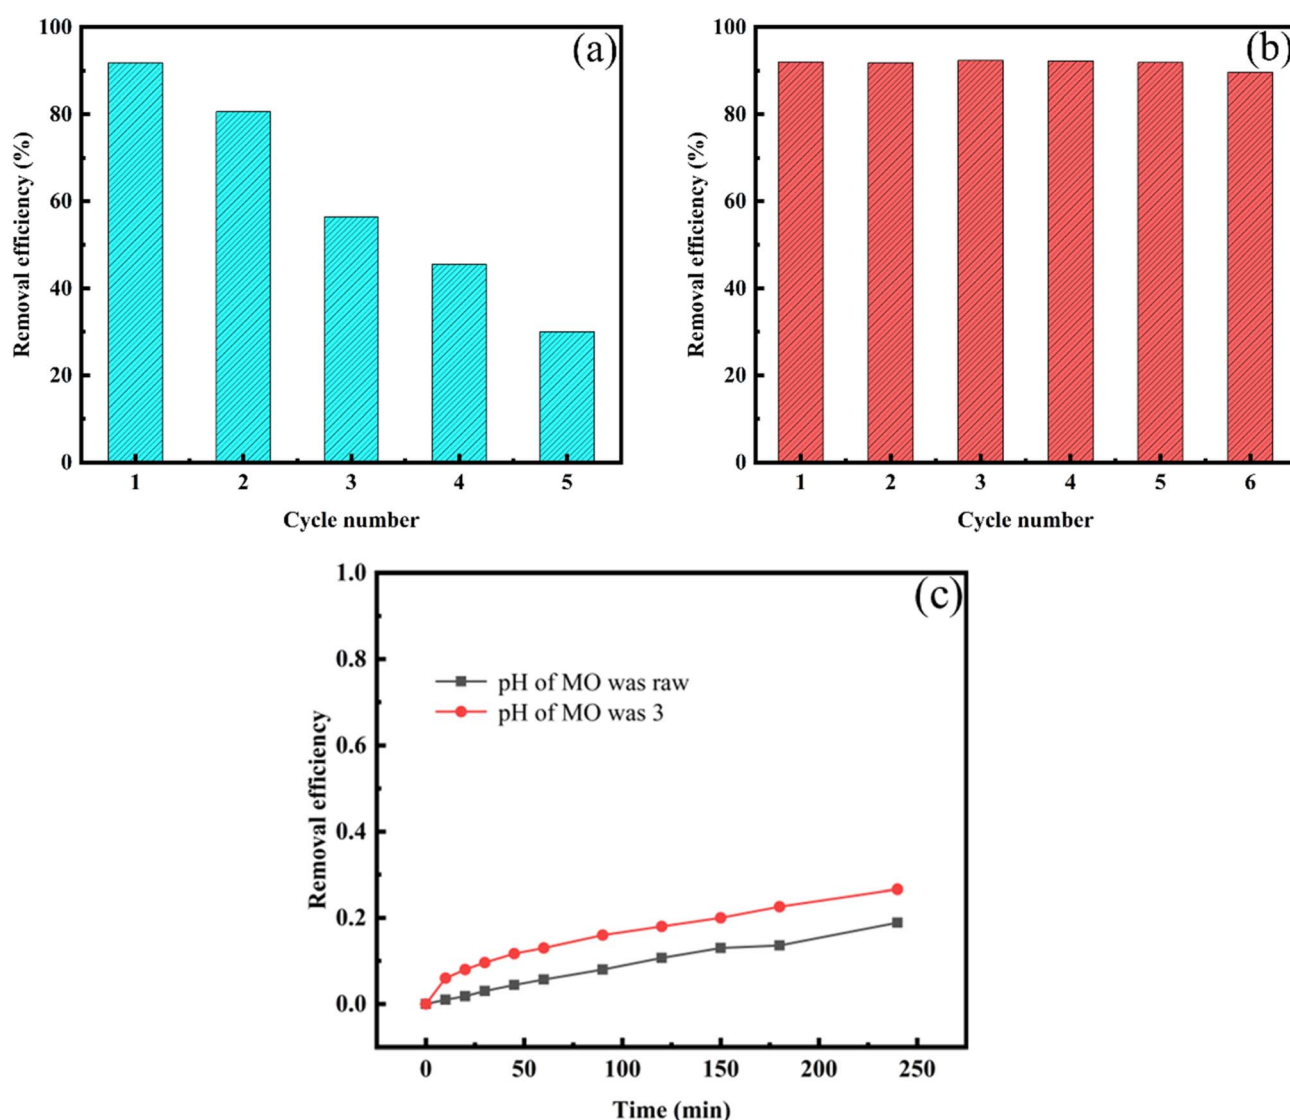 (a)
100
80
60
40
20
0
Removal efficiency (%)
1 2 3 4 5
Cycle number
(b)
100
80
60
40
20
0
Removal efficiency (%)
1 2 3 4 5 6
Cycle number
(c)
1.0
0.8
0.6
0.4
0.2
0.0
Removal efficiency
pH of MO was raw
pH of MO was 3
0 50 100 150 200 250
Time (min)